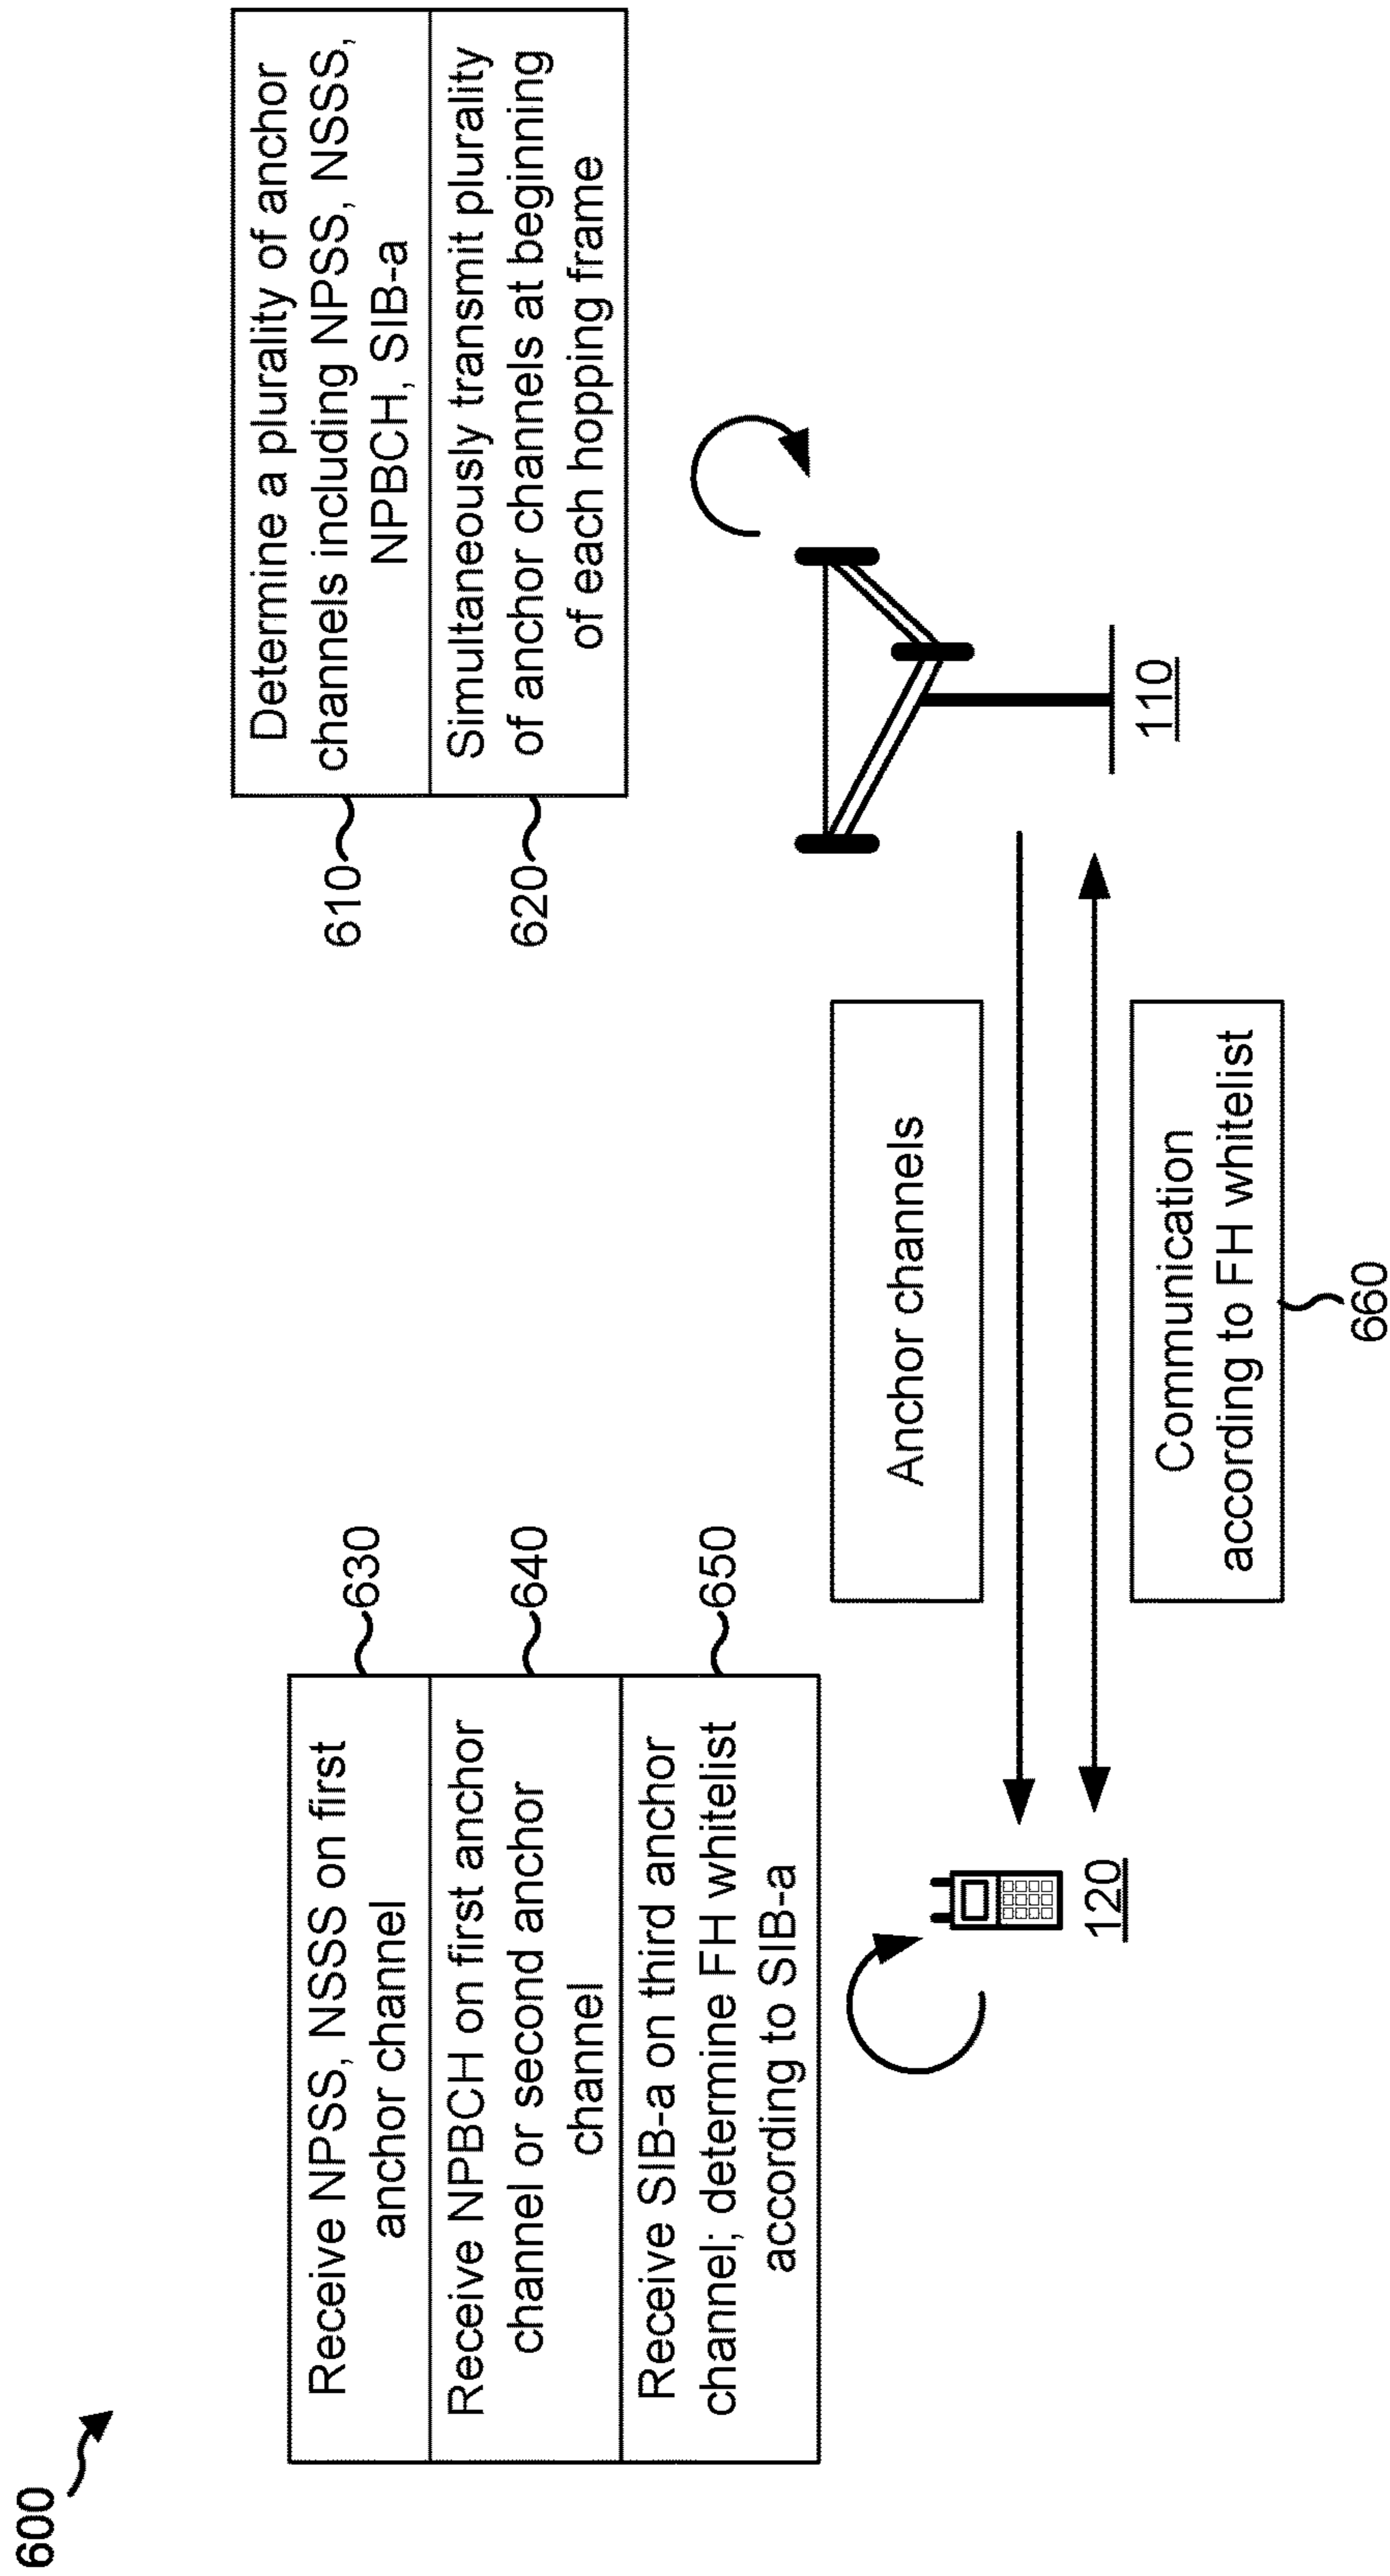 600
Receive NPSS, NSSS on first
anchor channel
630
Receive NPBCH on first anchor
channel or second anchor
channel
640
Receive SIB-a on third anchor
channel; determine FH whitelist
according to SIB-a
650
120
Determine a plurality of anchor
channels including NPSS, NSSS,
NPBCH, SIB-a
610
Simultaneously transmit plurality
of anchor channels at beginning
of each hopping frame
620
110
Anchor channels
Communication
according to FH whitelist
660